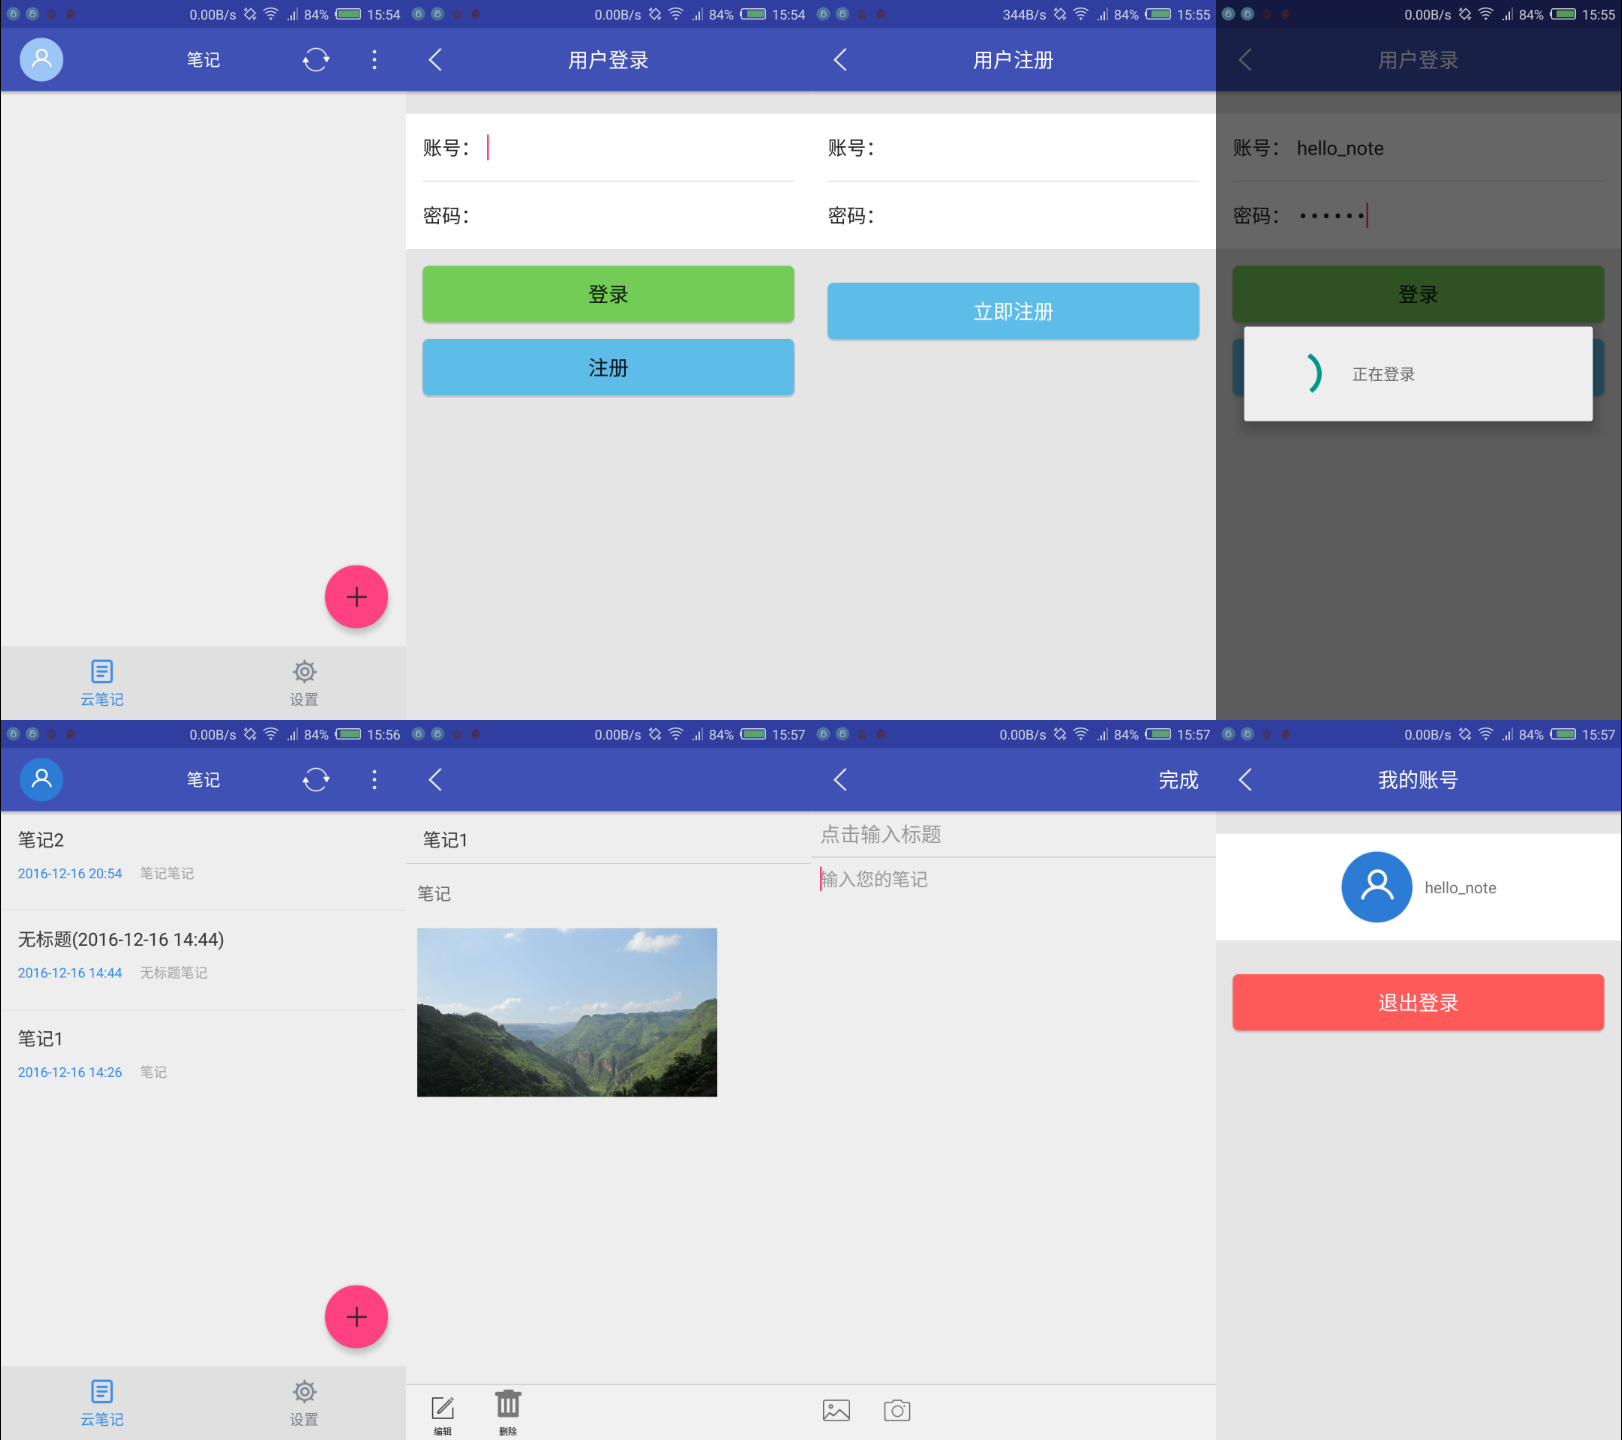 0.00B/s 84% 15:54
笔记
云笔记
设置
0.00B/s 84% 15:54
用户登录
账号：
密码：
登录
注册
344B/s 84% 15:55
用户注册
账号：
密码：
立即注册
0.00B/s 84% 15:55
用户登录
账号： hello_note
密码： ••••••
登录
正在登录
0.00B/s 84% 15:56
笔记
笔记2
2016-12-16 20:54 笔记笔记
无标题(2016-12-16 14:44)
2016-12-16 14:44 无标题笔记
笔记1
2016-12-16 14:26 笔记
云笔记
设置
0.00B/s 84% 15:57
笔记1
笔记
编辑
删除
0.00B/s 84% 15:57
完成
点击输入标题
输入您的笔记
0.00B/s 84% 15:57
我的账号
hello_note
退出登录